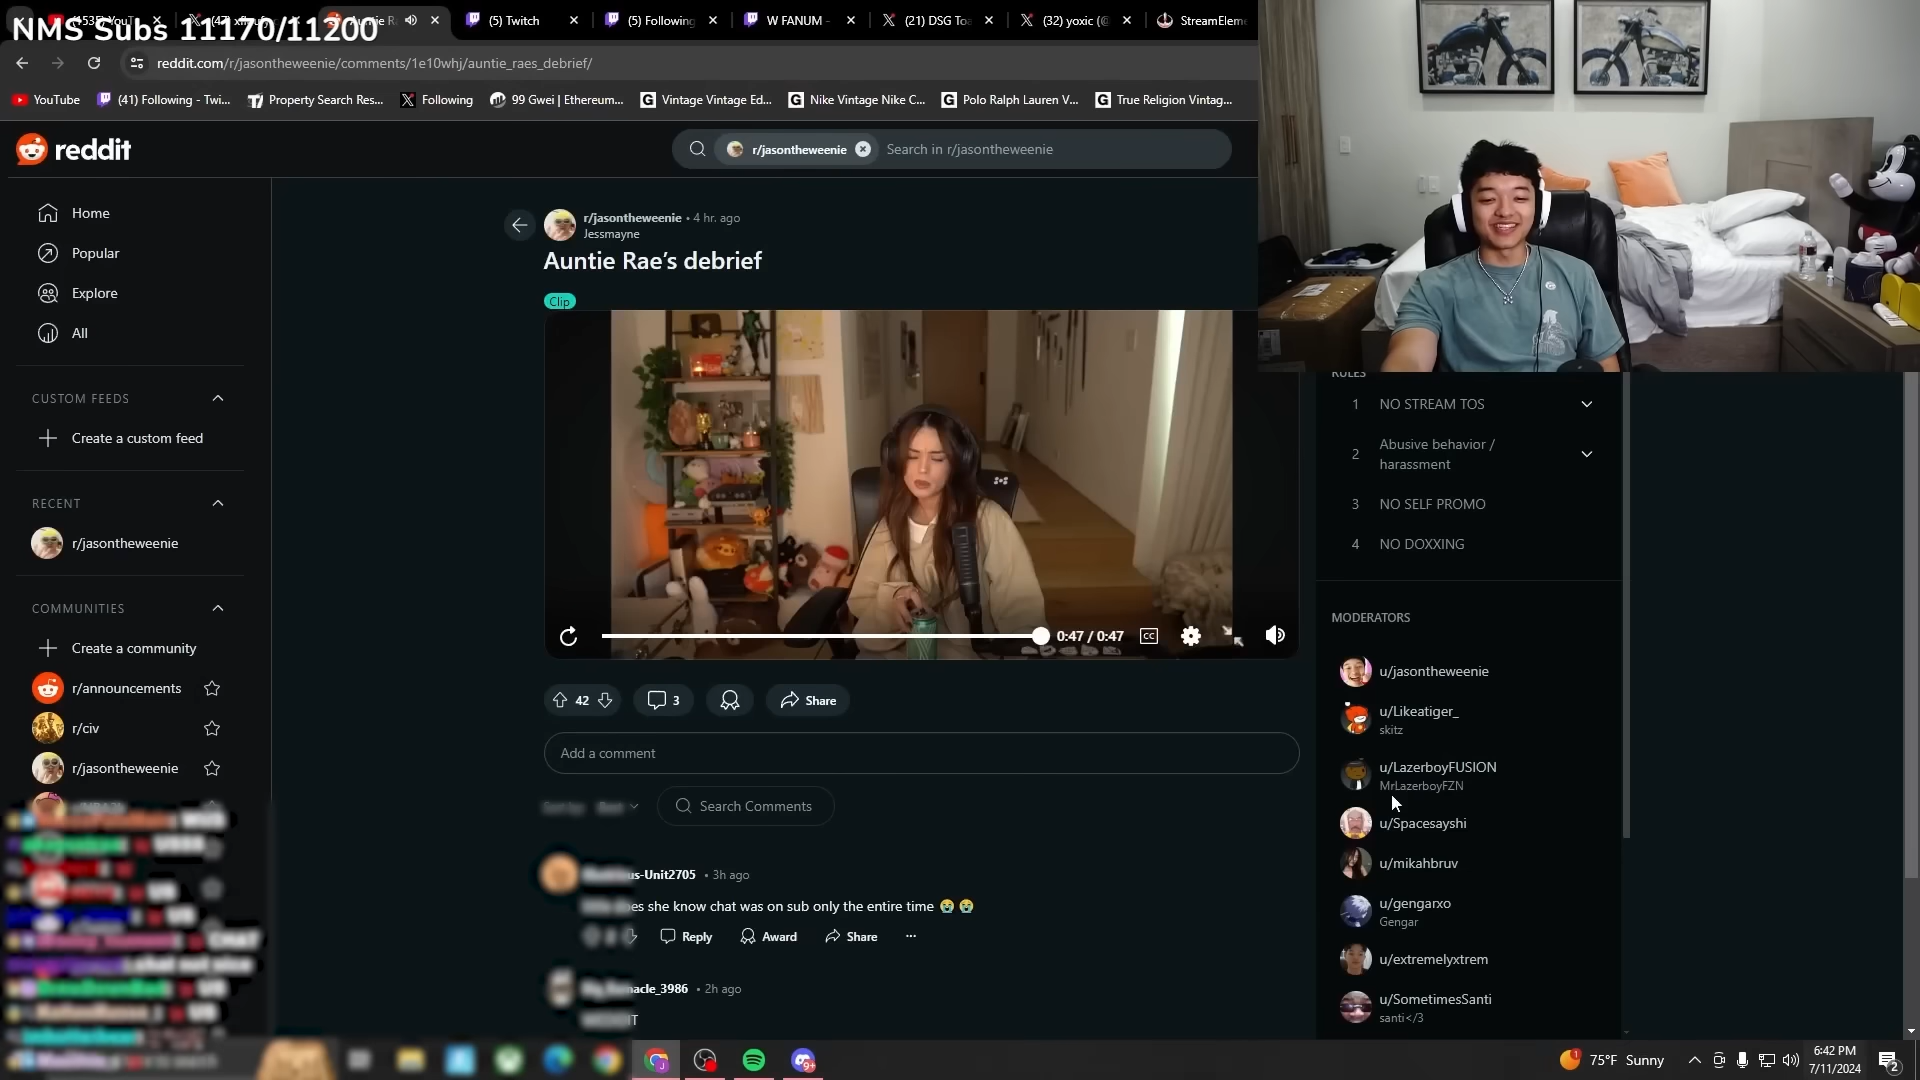 NMS Subs 11170/11200
(5) Twitch
(5) Following
W FANUM -
(21) DSG Toa
(32) yoxic (@
StreamEleme
reddit.com/r/jasontheweenie/comments/1e10whj/auntie_raes_debrief/
YouTube
(41) Following - Twi...
Property Search Res...
Following
99 Gwei | Ethereum...
Vintage Vintage Ed...
Nike Vintage Nike C...
Polo Ralph Lauren V...
True Religion Vintag...
reddit
r/jasontheweenie
Search in r/jasontheweenie
Home
Popular
Explore
All
CUSTOM FEEDS
Create a custom feed
RECENT
r/jasontheweenie
COMMUNITIES
Create a community
r/announcements
r/civ
r/jasontheweenie
r/jasontheweenie • 4 hr. ago
Jessmayne
Auntie Rae's debrief
Clip
0:47 / 0:47
CC
42
3
Share
Add a comment
Search Comments
us-Unit2705 • 3h ago
es she know chat was on sub only the entire time 😭 😭
Reply
Award
Share
...
nacle_3986 • 2h ago
RULES
1 NO STREAM TOS
2 Abusive behavior /
harassment
3 NO SELF PROMO
4 NO DOXXING
MODERATORS
u/jasontheweenie
u/Likeatiger_
skitz
u/LazerboyFUSION
MrLazerboyFZN
u/Spacesayshi
u/mikahbruv
u/gengarxo
Gengar
u/extremelyxtrem
u/SometimesSanti
santi</3
75°F Sunny
6:42 PM
7/11/2024